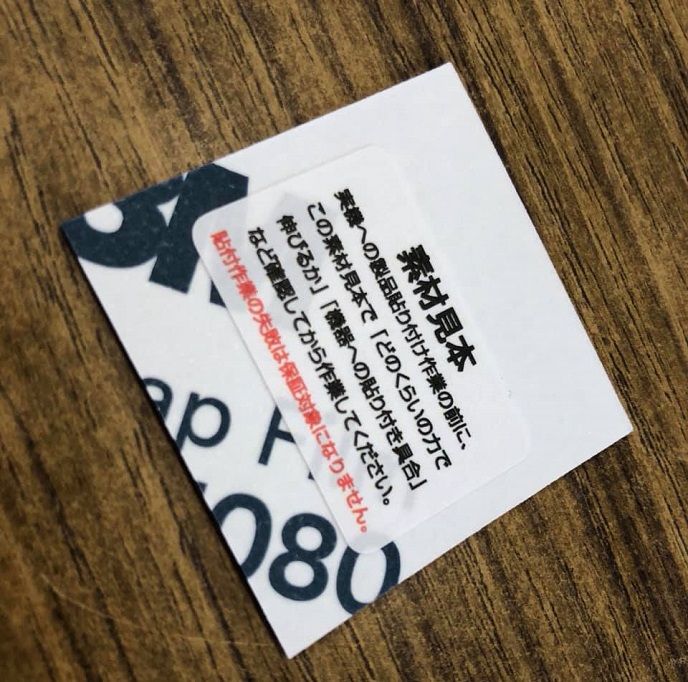 素材見本
実機への製品貼り付け作業の前に、
この素材見本で「どのくらいの力で
伸びるか」「機器への貼り付き具合」
など確認してから作業してください。
貼付作業の失敗は保証対象になりません。
ap F
080